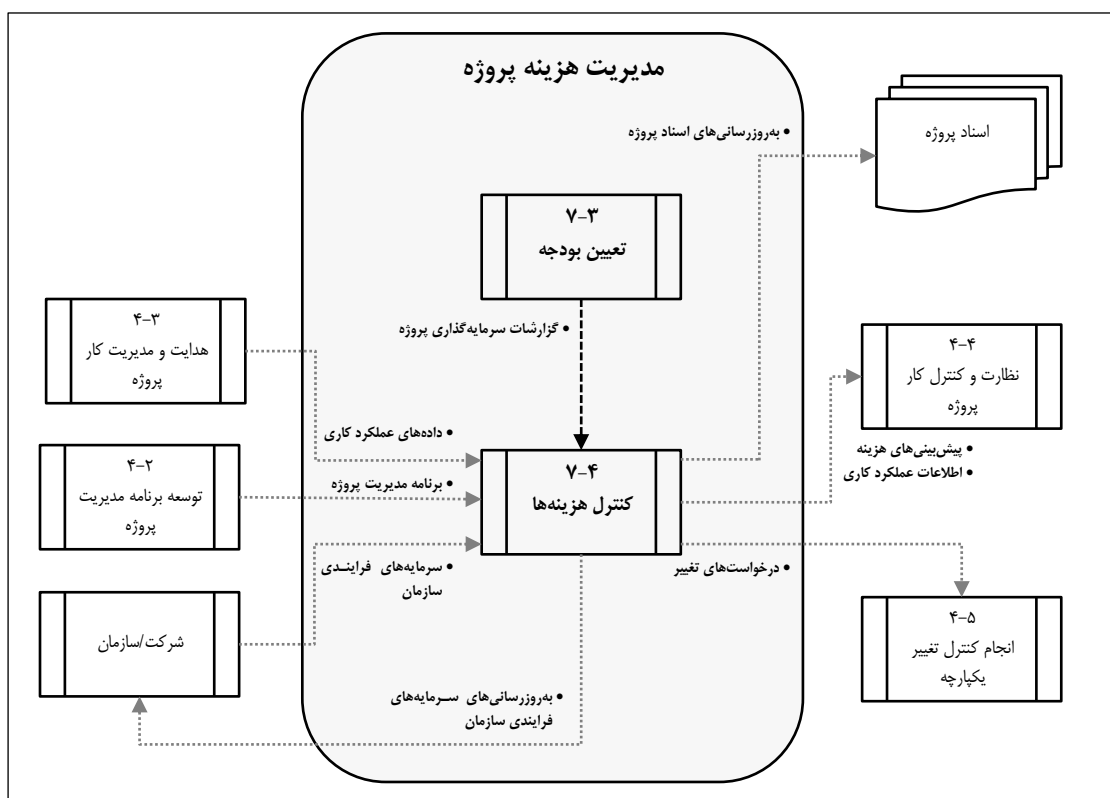 مدیریت هزینه پروژه
• به‌روزرسانی‌های اسناد پروژه
اسناد پروژه
۷-۳
تعیین بودجه
• گزارشات سرمایه‌گذاری پروژه
۴-۳
هدایت و مدیریت کار
پروژه
۴-۴
نظارت و کنترل کار
پروژه
• داده‌های عملکرد کاری
• پیش‌بینی‌های هزینه
• اطلاعات عملکرد کاری
۴-۲
توسعه برنامه مدیریت
پروژه
• برنامه مدیریت پروژه
۷-۴
کنترل هزینه‌ها
• سرمایه‌های فرایندی
سازمان
• درخواست‌های تغییر
شرکت/سازمان
۴-۵
انجام کنترل تغییر
یکپارچه
• به‌روزرسانی‌های سرمایه‌های
فرایندی سازمان